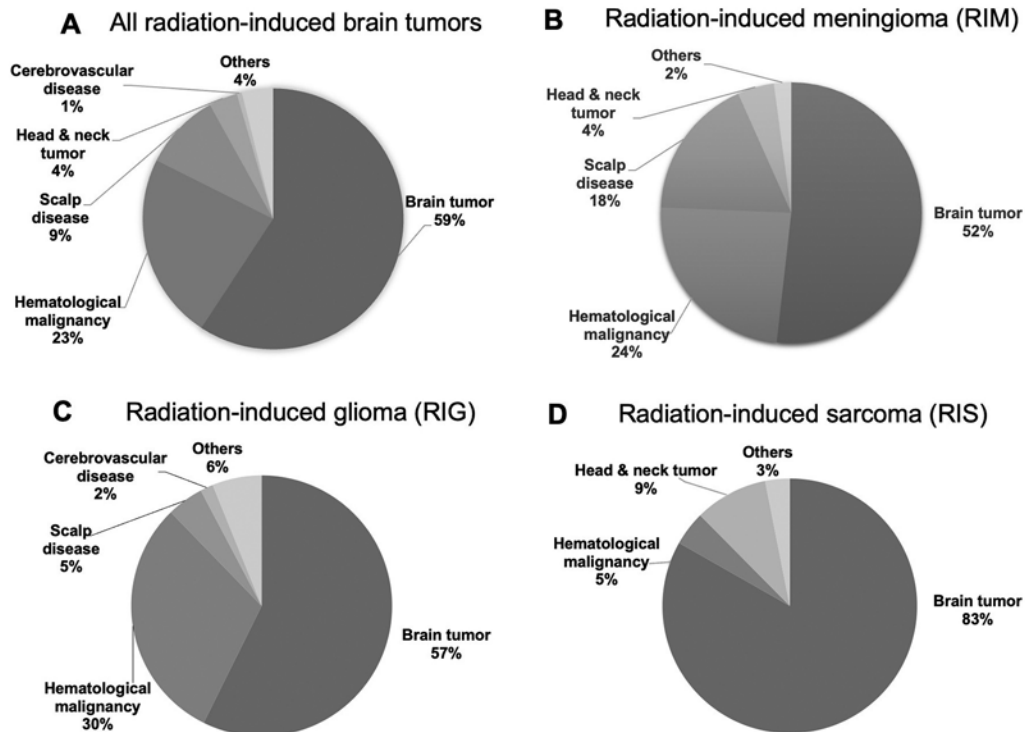 A All radiation-induced brain tumors
Others
4%
Cerebrovascular
disease
1%
Head & neck
tumor
4%
Scalp
disease
9%
Hematological
malignancy
23%
Brain tumor
59%
B Radiation-induced meningioma (RIM)
Others
2%
Head & neck
tumor
4%
Scalp
disease
18%
Hematological
malignancy
24%
Brain tumor
52%
C Radiation-induced glioma (RIG)
Others
6%
Cerebrovascular
disease
2%
Scalp
disease
5%
Hematological
malignancy
30%
Brain tumor
57%
D Radiation-induced sarcoma (RIS)
Others
3%
Head & neck tumor
9%
Hematological
malignancy
5%
Brain tumor
83%